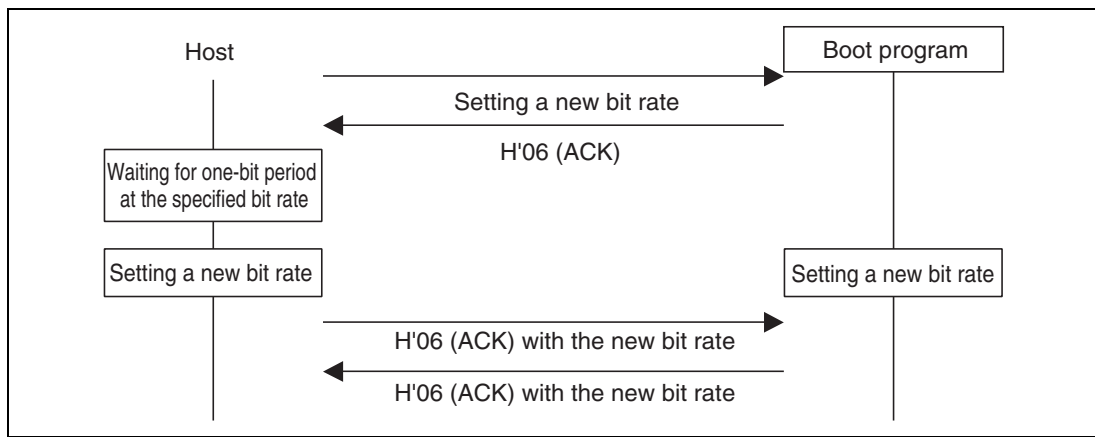 Host
Boot program
Setting a new bit rate
H'06 (ACK)
Waiting for one-bit period
at the specified bit rate
Setting a new bit rate
Setting a new bit rate
H'06 (ACK) with the new bit rate
H'06 (ACK) with the new bit rate